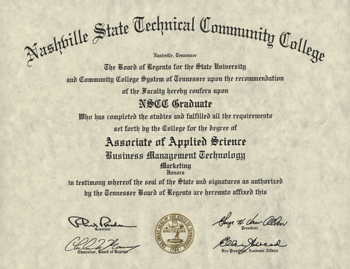 Nashville State Technical Community College
Nashville, Tennessee
The Board of Regents for the State University
and Community College System of Tennessee upon the recommendation
of the Faculty hereby confers upon
NSCC Graduate
Who has completed the studies and fulfilled all the requirements
set forth by the College for the degree of
Associate of Applied Science
Business Management Technology
Marketing
Honors
in testimony whereof the seal of the State and signatures as authorized
by the Tennessee Board of Regents are hereunto affixed this
Governor
President
Chancellor, Board of Regents
Vice President Academic Affairs